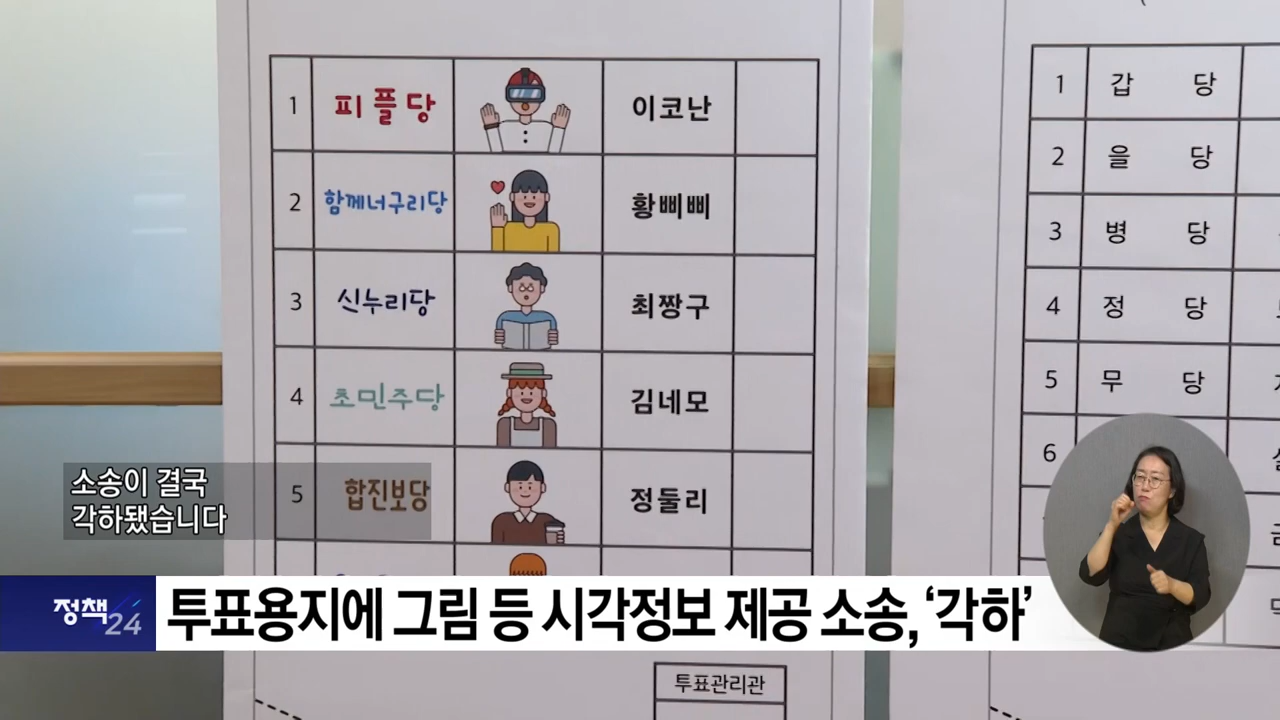 1 피플당 이코난
2 함께너구리당 황삐삐
3 신누리당 최짱구
4 초민주당 김네모
5 합진보당 정둘리
1 갑 당
2 을 당
3 병 당
4 정 당
5 무 당
6
소송이 결국
각하됐습니다
정책24
투표용지에 그림 등 시각정보 제공 소송, ‘각하’
투표관리관